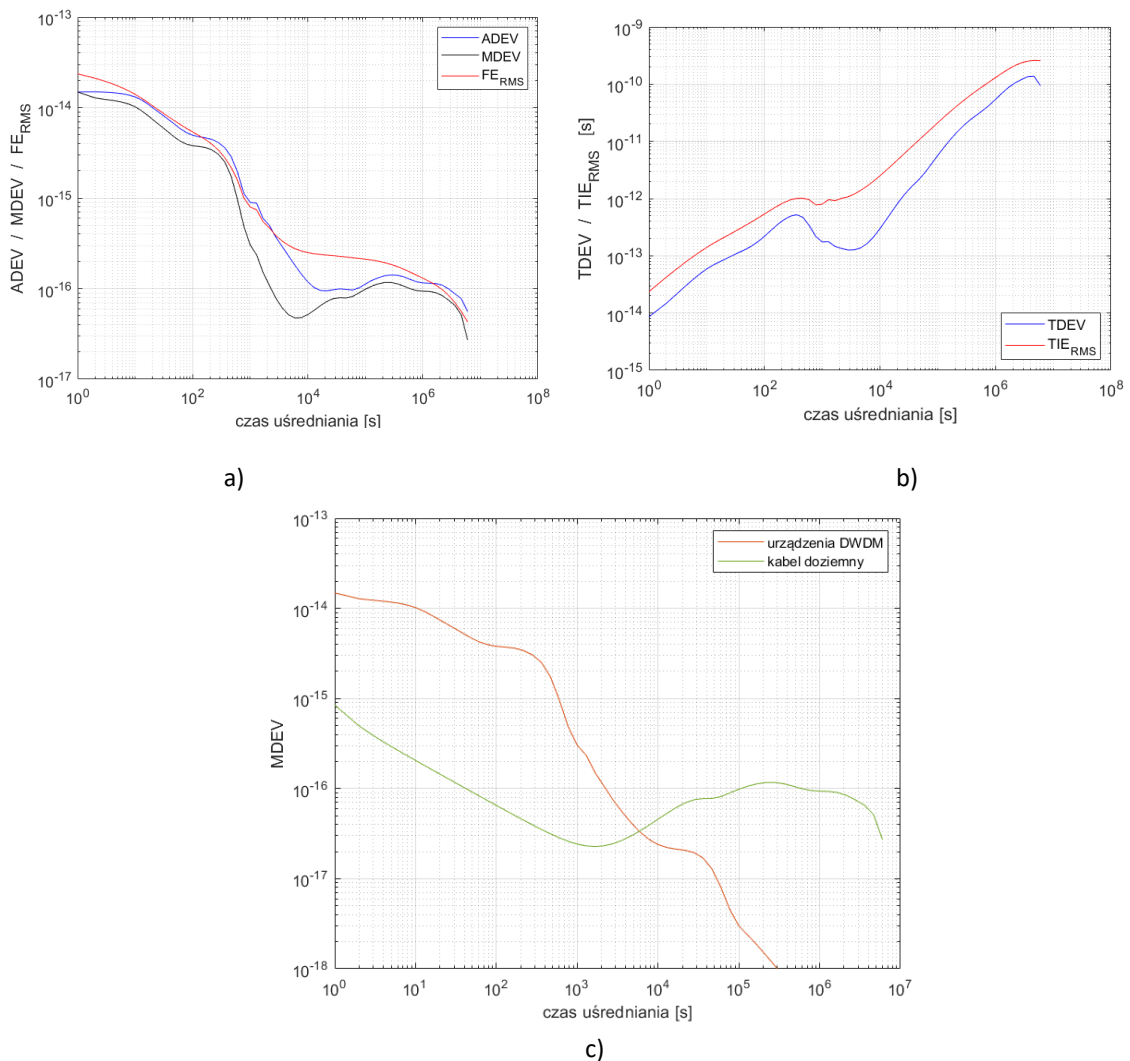 10^-13
10^-14
10^-15
10^-16
10^-17
ADEV / MDEV / FE_RMS
ADEV
MDEV
FE_RMS
10^0 10^2 10^4 10^6 10^8
czas uśredniania [s]
a)
10^-9
10^-10
10^-11
10^-12
10^-13
10^-14
10^-15
TDEV / TIE_RMS [s]
TDEV
TIE_RMS
10^0 10^2 10^4 10^6 10^8
czas uśredniania [s]
b)
10^-13
10^-14
10^-15
10^-16
10^-17
10^-18
MDEV
urządzenia DWDM
kabel doziemny
10^0 10^1 10^2 10^3 10^4 10^5 10^6 10^7
czas uśredniania [s]
c)